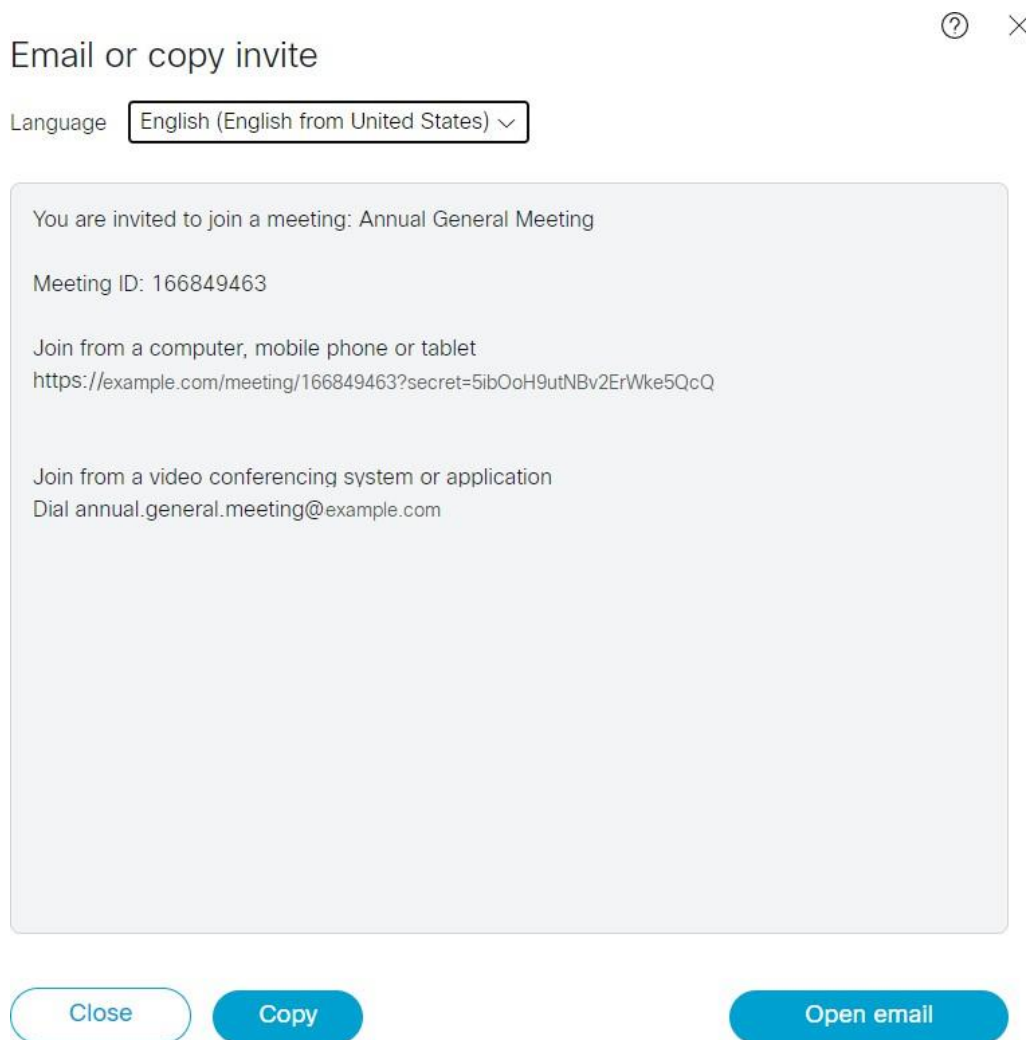 Email or copy invite
Language English (English from United States)
You are invited to join a meeting: Annual General Meeting
Meeting ID: 166849463
Join from a computer, mobile phone or tablet
https://example.com/meeting/166849463?secret=5ibOoH9utNBv2ErWke5QcQ
Join from a video conferencing system or application
Dial annual.general.meeting@example.com
Close Copy Open email